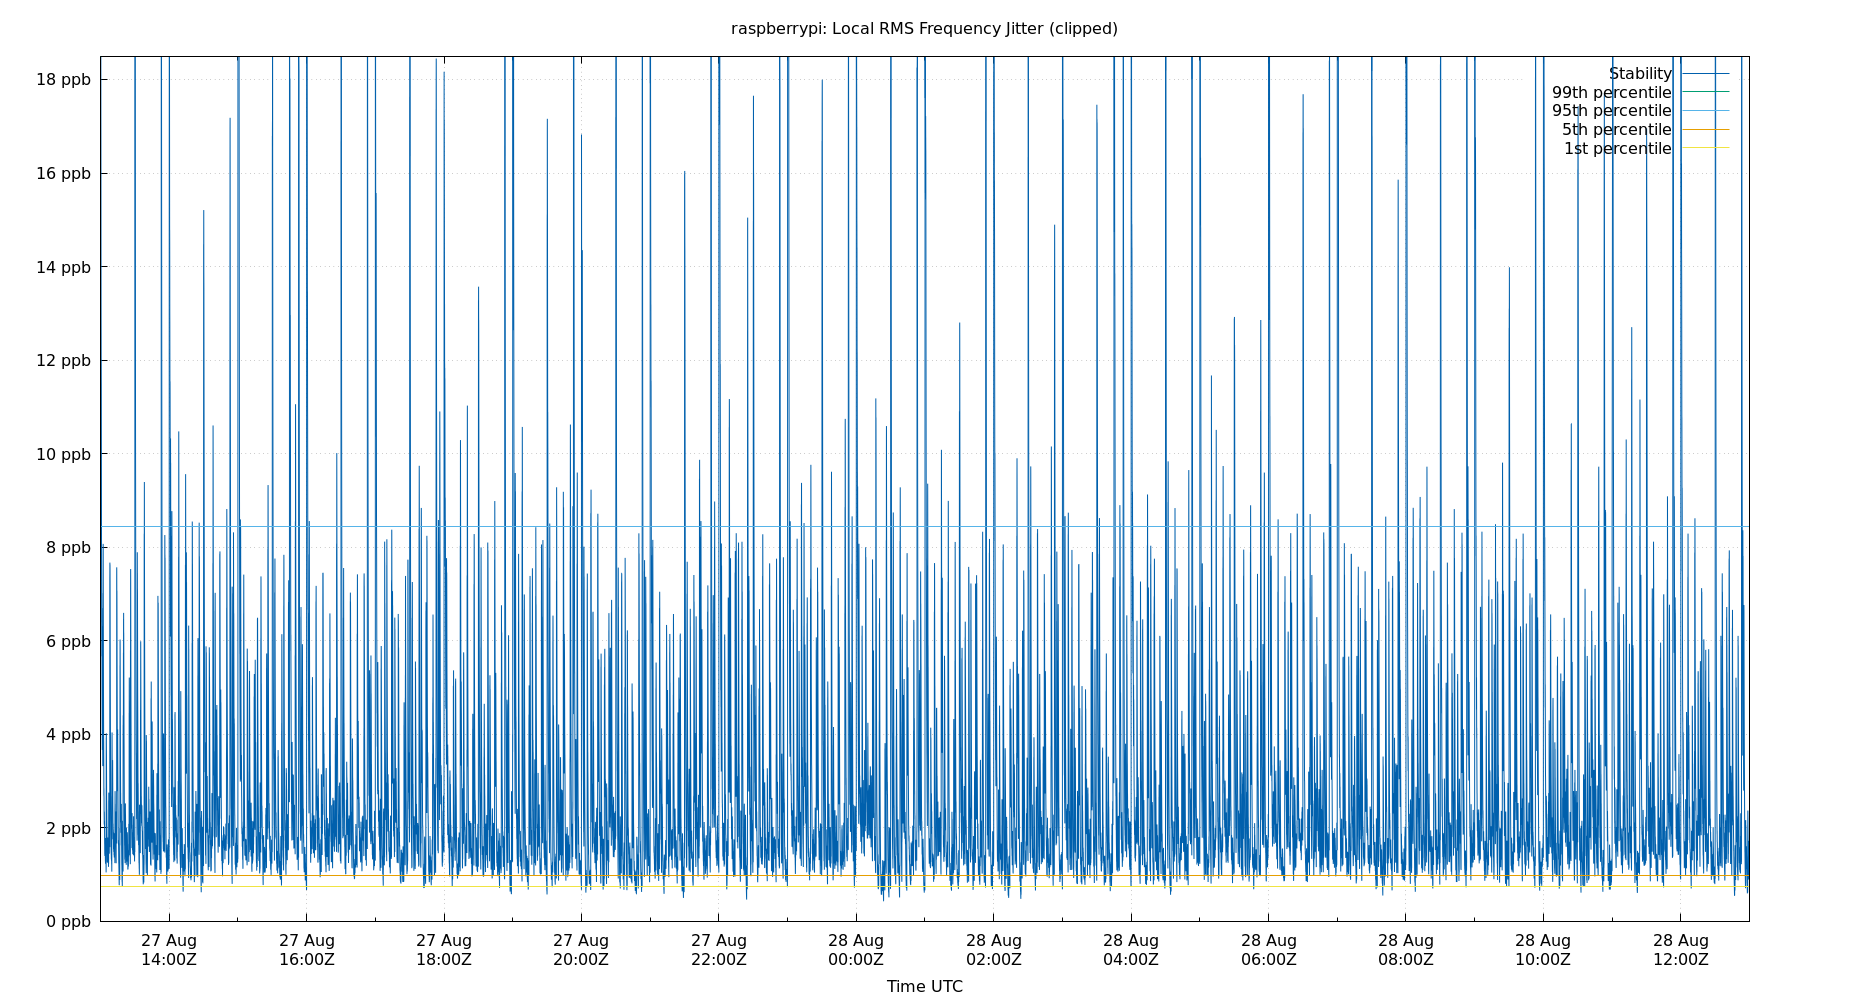 raspberrypi: Local RMS Frequency Jitter (clipped)
18 ppb
16 ppb
14 ppb
12 ppb
10 ppb
8 ppb
6 ppb
4 ppb
2 ppb
0 ppb
Stability
99th percentile
95th percentile
5th percentile
1st percentile
27 Aug 27 Aug 27 Aug 27 Aug 27 Aug 28 Aug 28 Aug 28 Aug 28 Aug 28 Aug 28 Aug 28 Aug
14:00Z 16:00Z 18:00Z 20:00Z 22:00Z 00:00Z 02:00Z 04:00Z 06:00Z 08:00Z 10:00Z 12:00Z
Time UTC